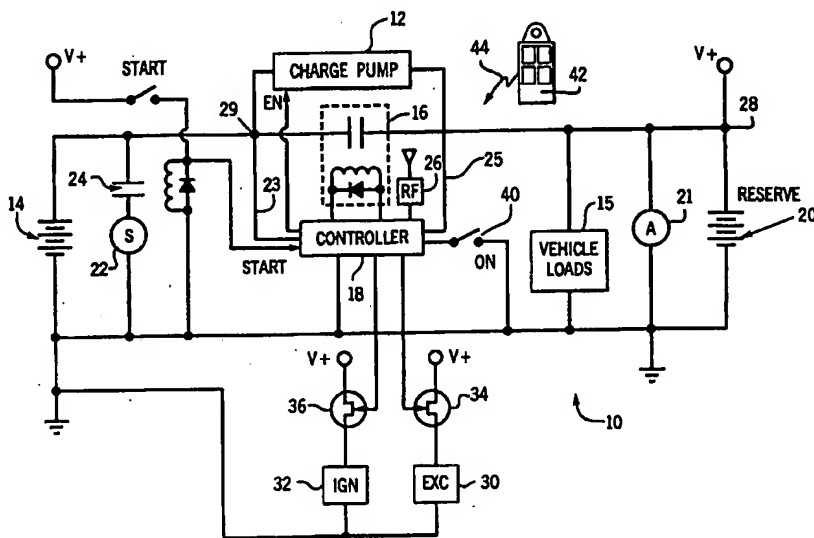 12
V+
START
CHARGE PUMP
44
42
V+
EN
29
16
28
24
23
26
25
RF
40
14
S
22
CONTROLLER
START
18
ON
15
VEHICLE
LOADS
21
A
RESERVE
20
V+
V+
36
34
10
32
IGN
EXC
30